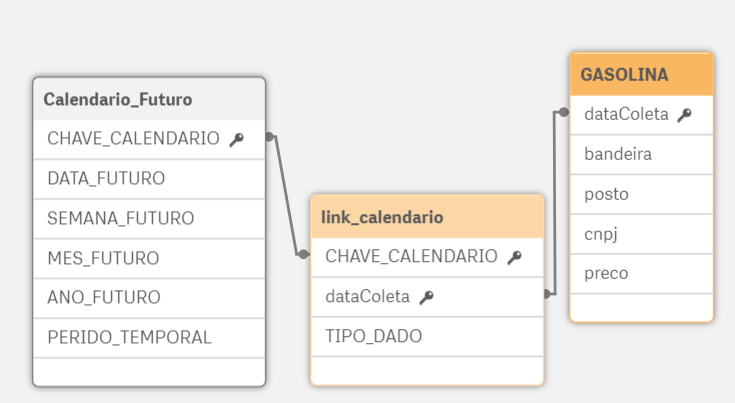 Calendario_Futuro
CHAVE_CALENDARIO
DATA_FUTURO
SEMANA_FUTURO
MES_FUTURO
ANO_FUTURO
PERIDO_TEMPORAL
link_calendario
CHAVE_CALENDARIO
dataColeta
TIPO_DADO
GASOLINA
dataColeta
bandeira
posto
cnpj
preco